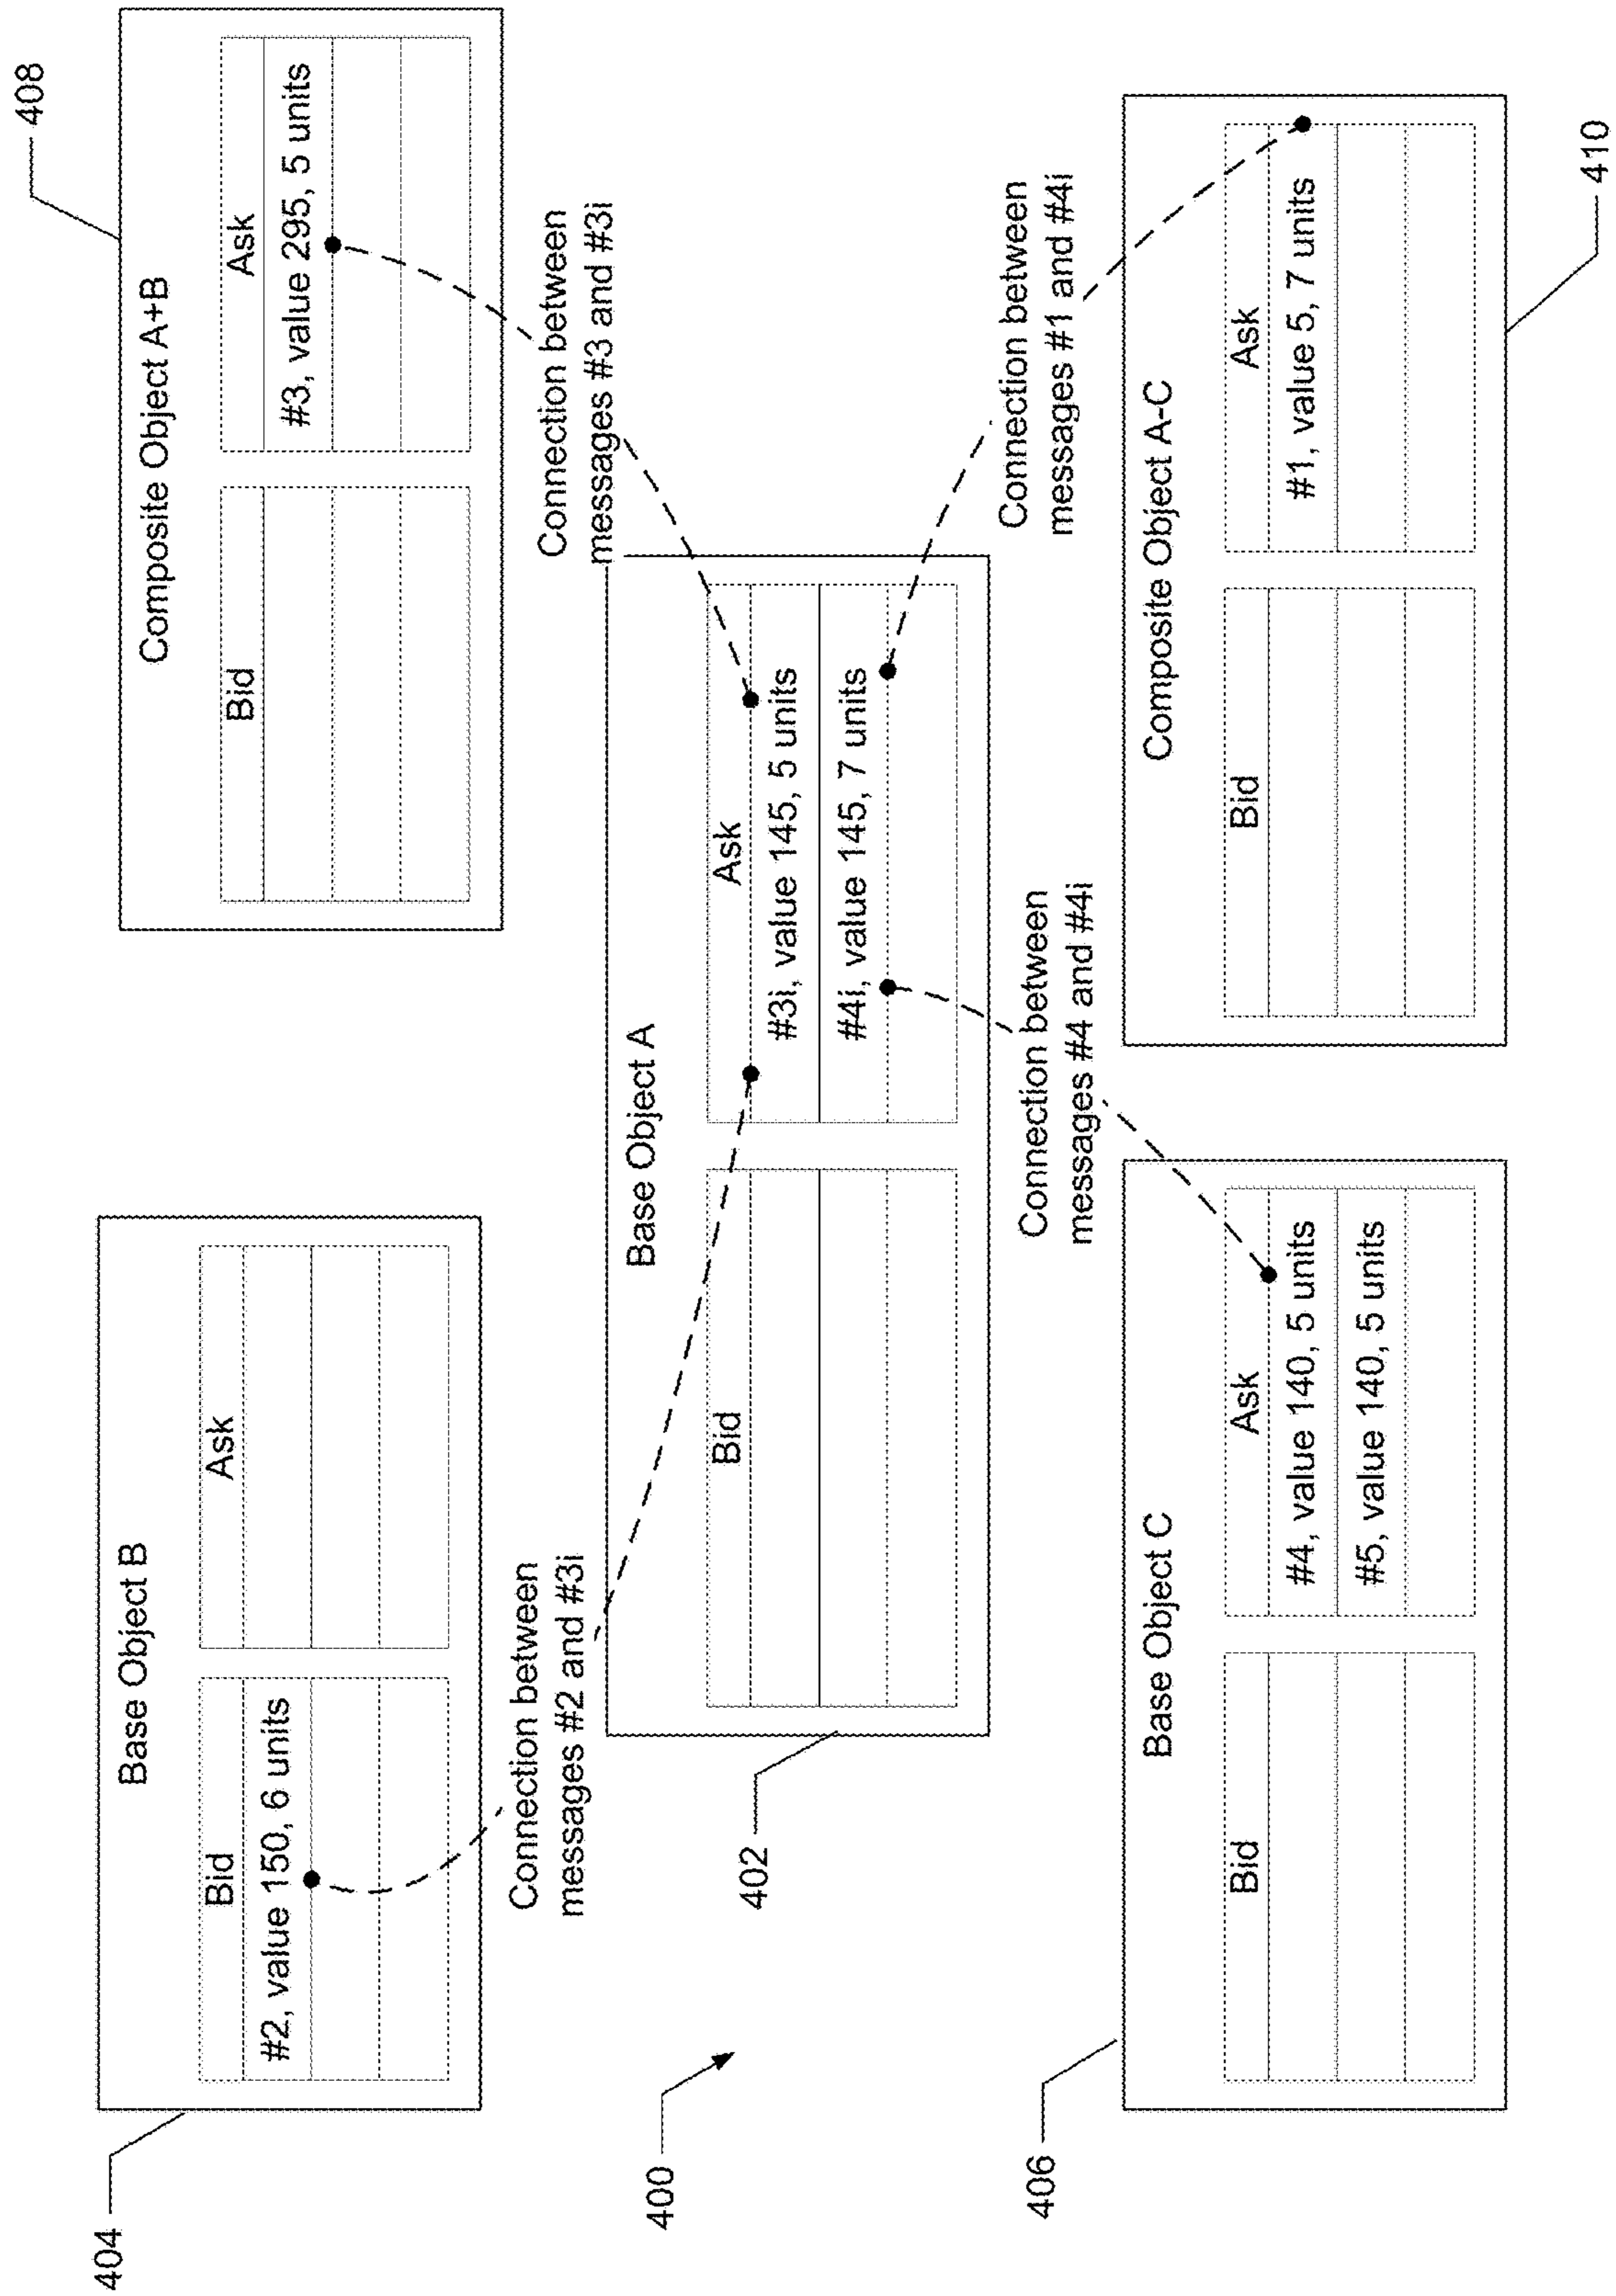 404
Base Object B
Bid
Ask
#2, value 150, 6 units
408
Composite Object A+B
Bid
Ask
#3, value 295, 5 units
Connection between
messages #2 and #3i
Connection between
messages #3 and #3i
400
402
Base Object A
Bid
Ask
#3i, value 145, 5 units
#4i, value 145, 7 units
Connection between
messages #4 and #4i
Connection between
messages #1 and #4i
406
Base Object C
Bid
Ask
#4, value 140, 5 units
#5, value 140, 5 units
Composite Object A-C
Bid
Ask
#1, value 5, 7 units
410